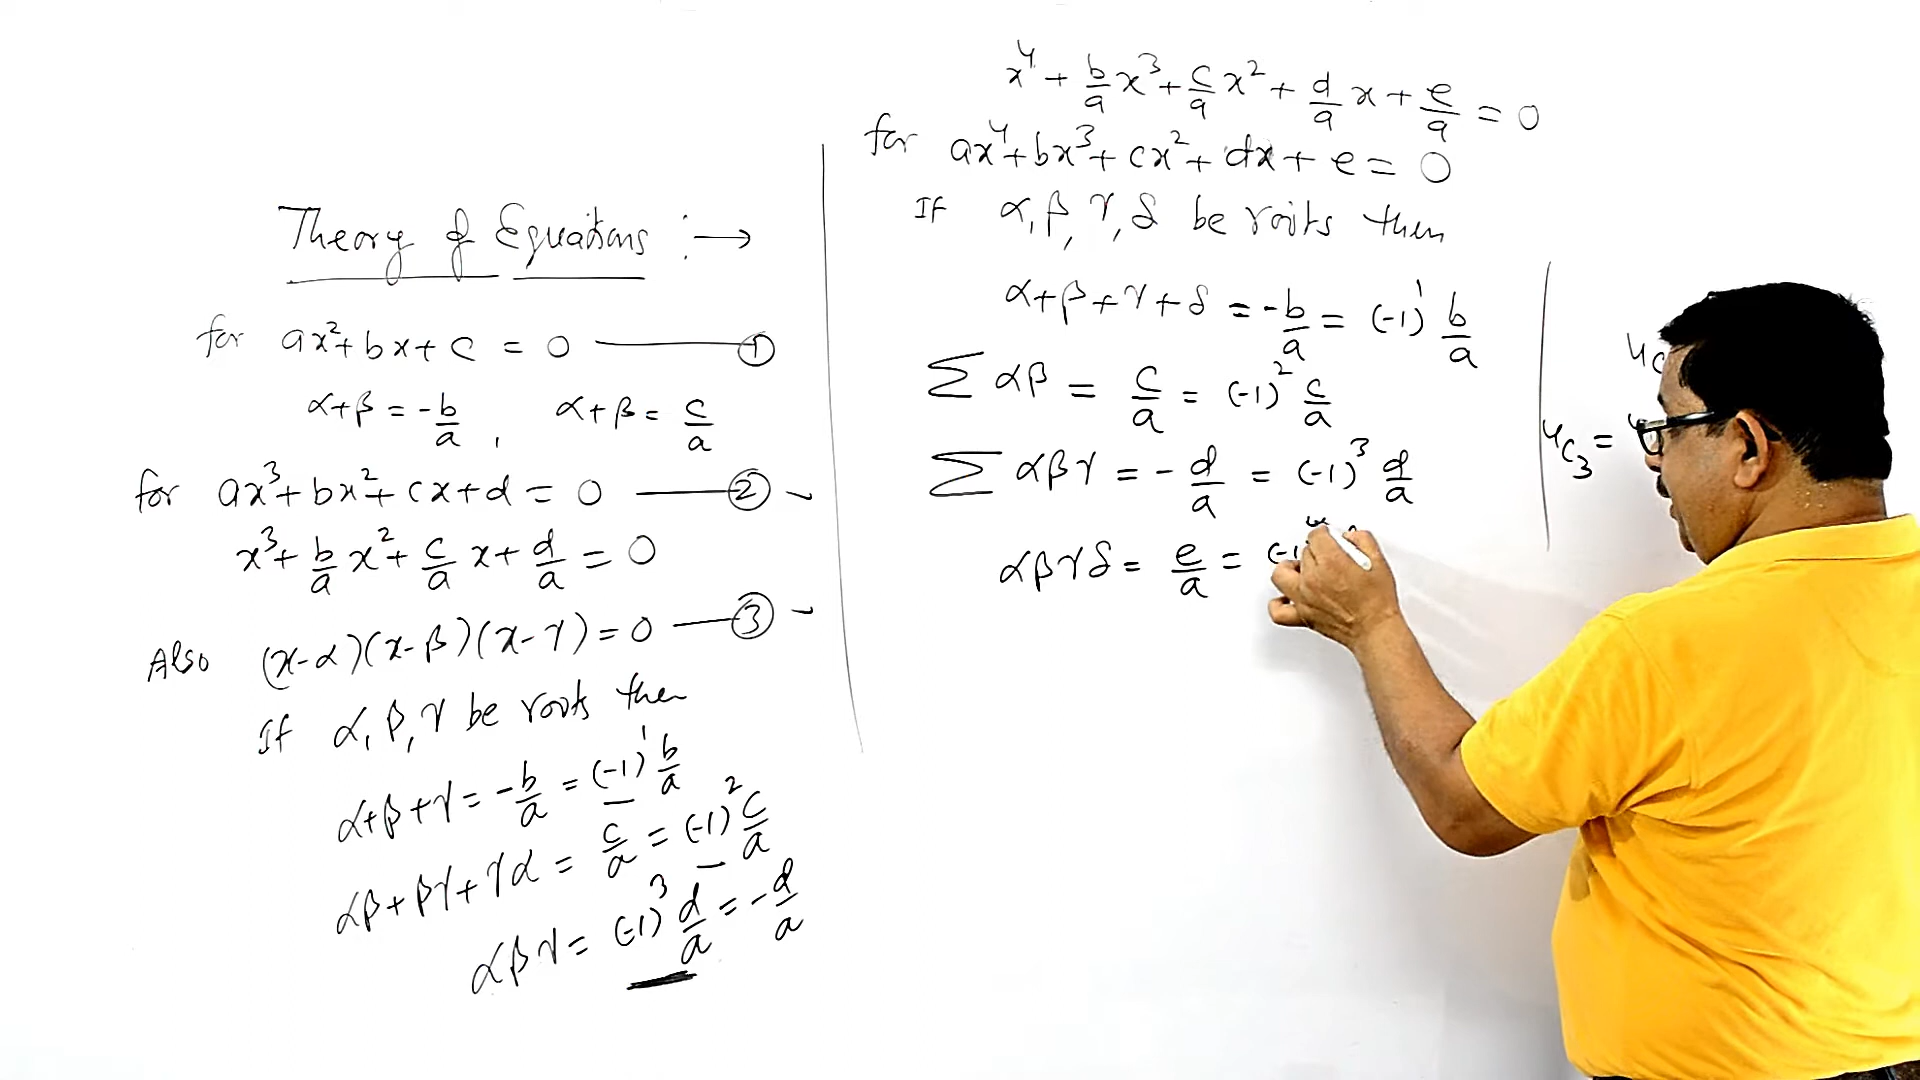 Theory of Equations :→
for ax²+bx+c = 0 ——— ①
α+β = -b/a , α+β = c/a
for ax³+bx²+cx+d = 0 ——— ②
x³+ b/a x²+ c/a x+ d/a = 0
Also (x-α)(x-β)(x-γ) = 0 —— ③
If α, β, γ be roots then
α+β+γ = -b/a = (-1)¹ b/a
αβ+βγ+γα = c/a = (-1)² c/a
αβγ = (-1)³ d/a = -d/a
x⁴ + b/a x³ + c/a x² + d/a x + e/a = 0
for ax⁴+bx³+cx²+dx+e = 0
If α, β, γ, δ be roots then
α+β+γ+δ = -b/a = (-1)¹ b/a
∑ αβ = c/a = (-1)² c/a
∑ αβγ = - d/a = (-1)³ d/a
αβγδ = e/a = (-1
4C
4C₃ =